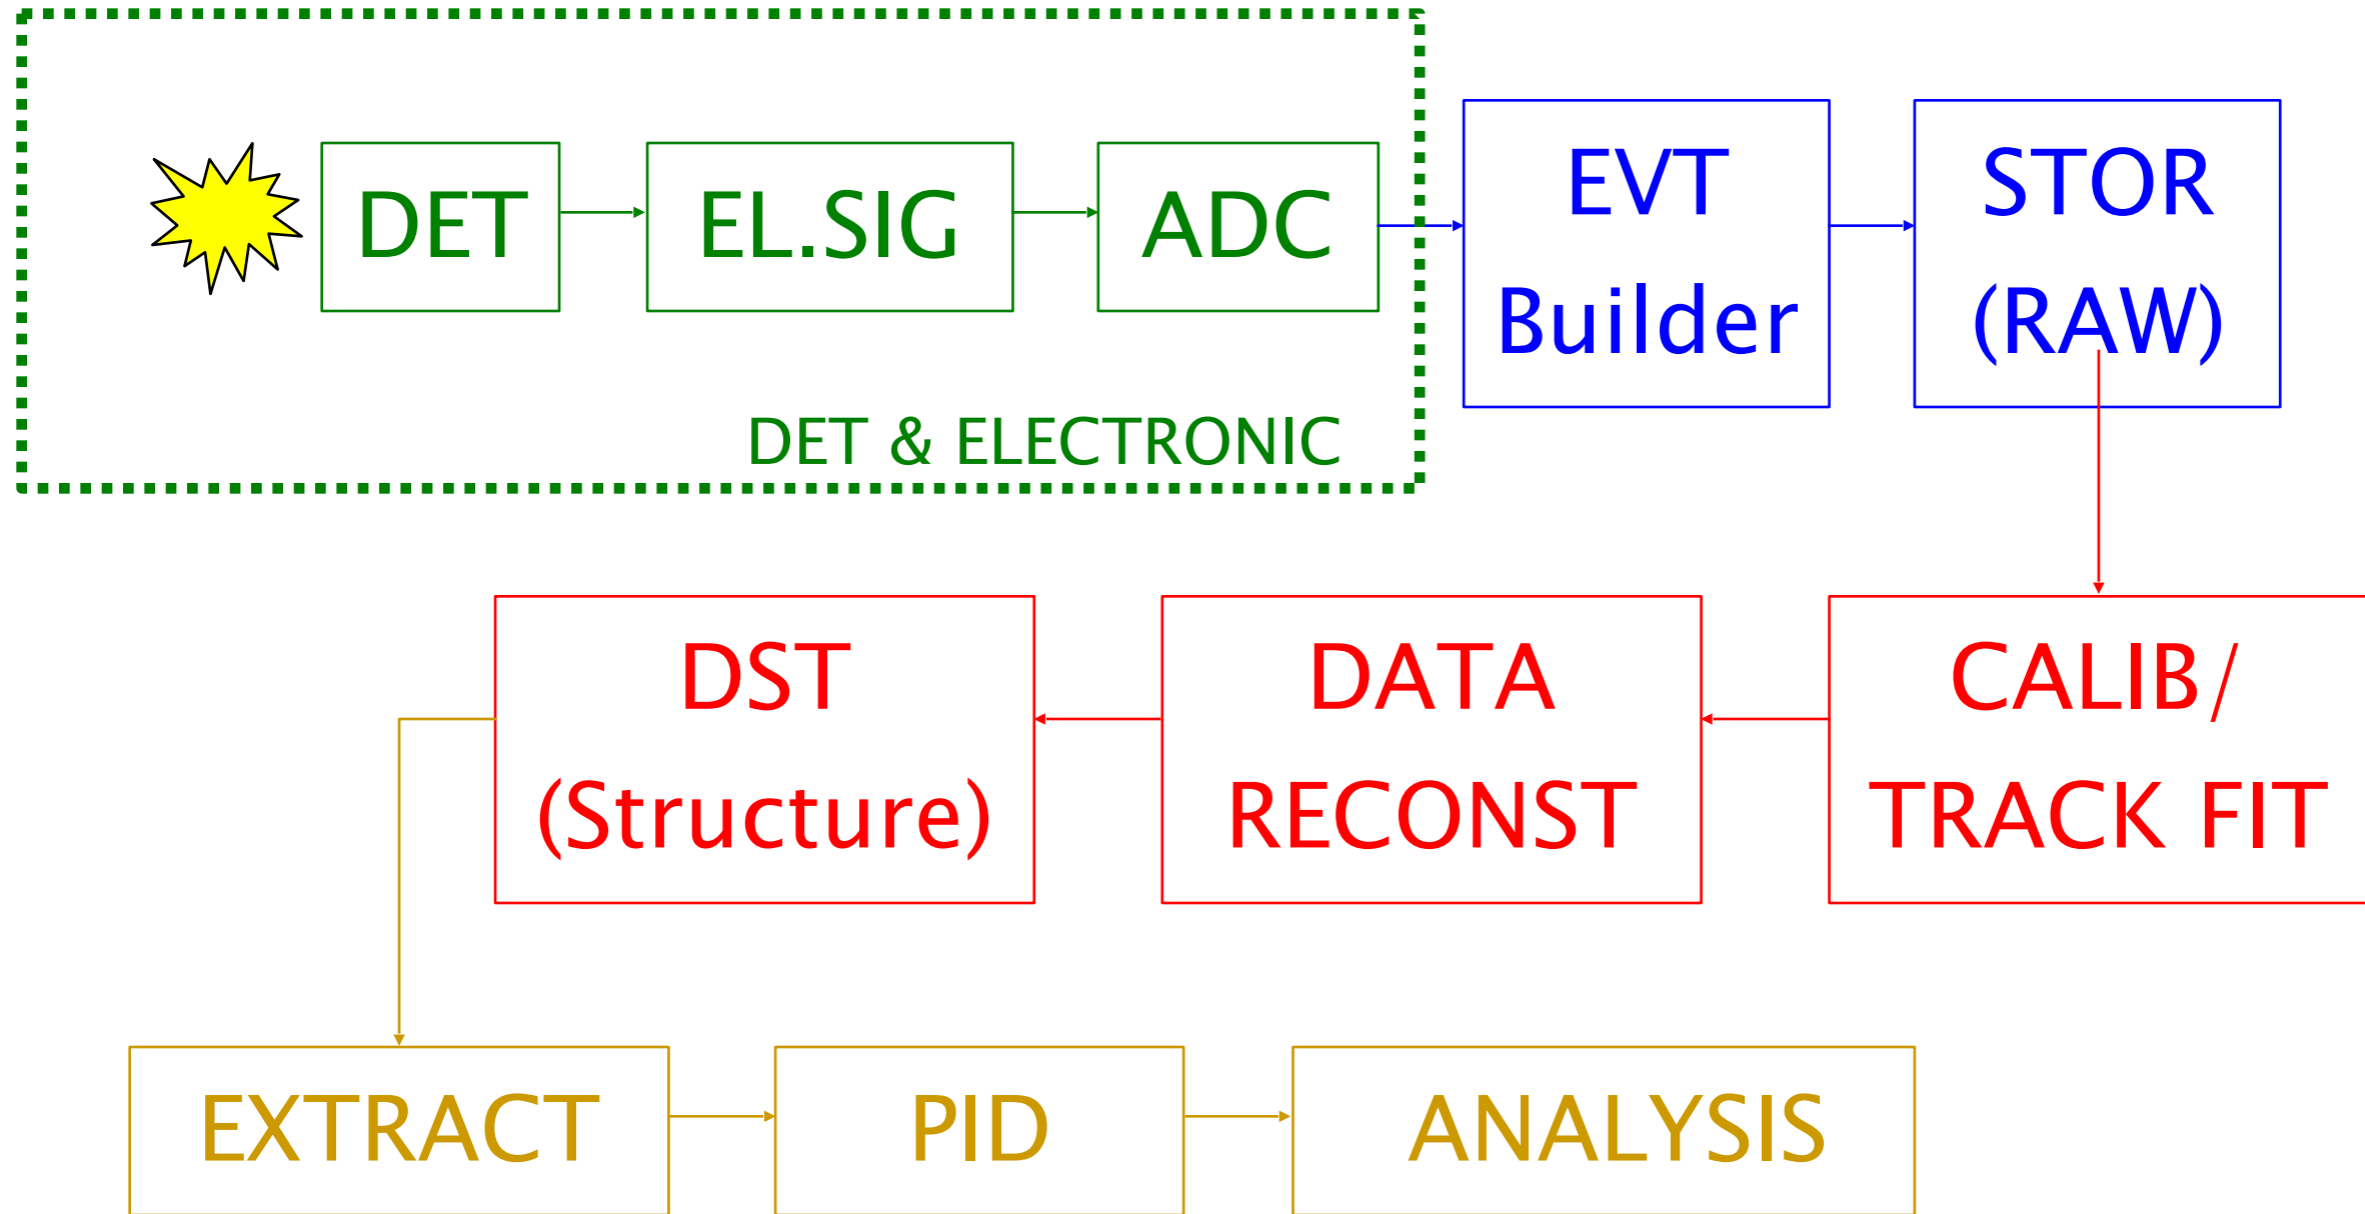 DET
EL.SIG
ADC
EVT
Builder
STOR
(RAW)
DET & ELECTRONIC
DST
(Structure)
DATA
RECONST
CALIB/
TRACK FIT
EXTRACT
PID
ANALYSIS